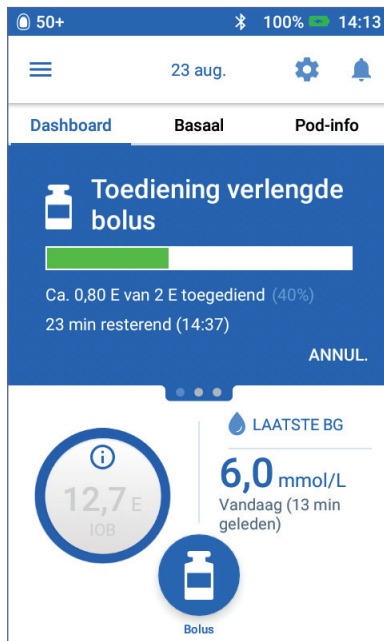 50+ 100% 14:13
23 aug.
Dashboard Basaal Pod-info
Toediening verlengde
bolus
Ca. 0,80 E van 2 E toegediend (40%)
23 min resterend (14:37)
ANNUL.
LAATSTE BG
12,7 E
IOB
6,0 mmol/L
Vandaag (13 min
geleden)
Bolus